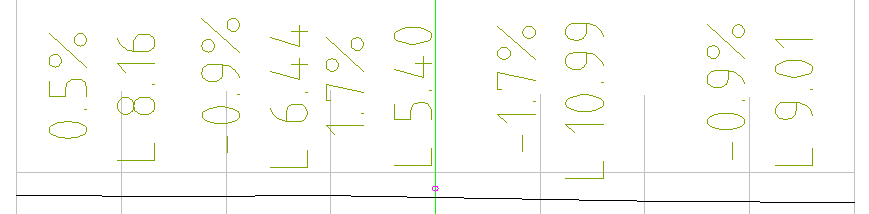 0.5%
L 8.16
-0.9%
L 6.44
1.7%
L 5.40
-1.7%
L 10.99
-0.9%
L 9.01